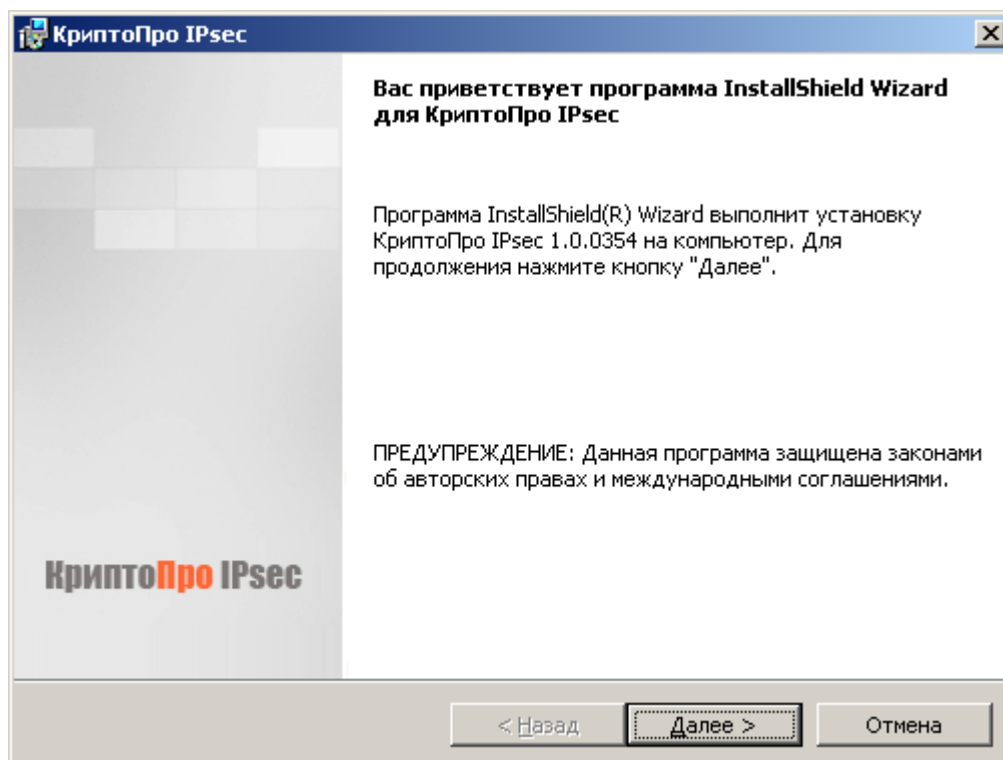 КриптоПро IPsec
Вас приветствует программа InstallShield Wizard
для КриптоПро IPsec
Программа InstallShield(R) Wizard выполнит установку
КриптоПро IPsec 1.0.0354 на компьютер. Для
продолжения нажмите кнопку "Далее".
ПРЕДУПРЕЖДЕНИЕ: Данная программа защищена законами
об авторских правах и международными соглашениями.
КриптоПро IPsec
< Назад
Далее >
Отмена